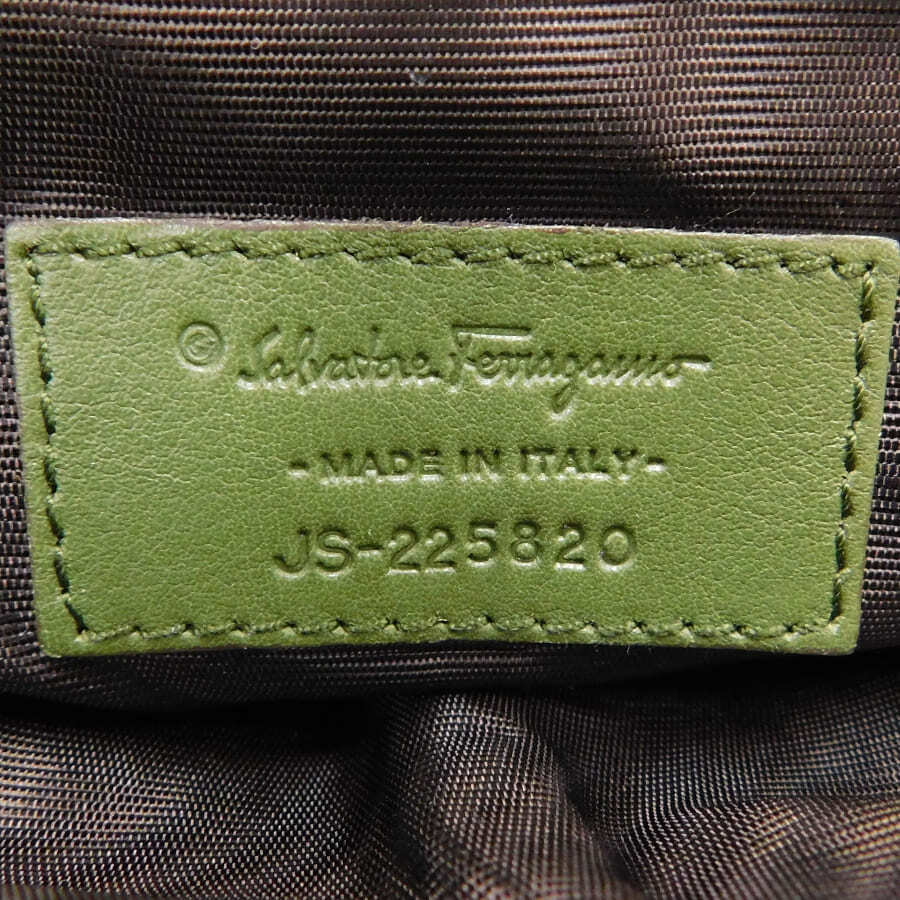 © Salvatore Ferragamo
- MADE IN ITALY -
JS-225820